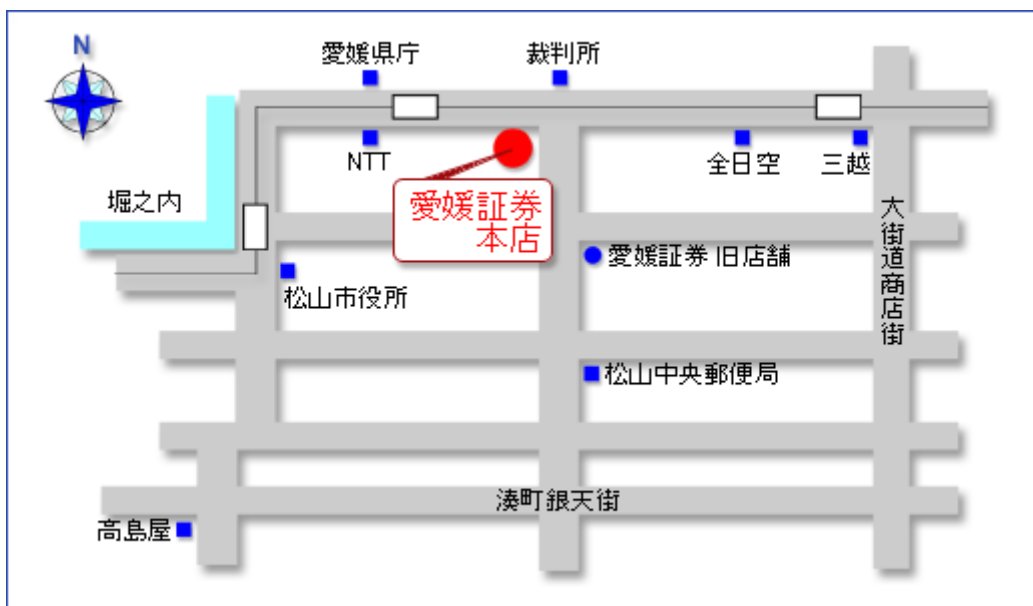 N
愛媛県庁
裁判所
NTT
全日空
三越
堀之内
愛媛証券
本店
大街道商店街
愛媛証券 旧店舗
松山市役所
松山中央郵便局
湊町銀天街
高島屋